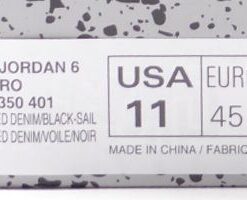 JORDAN 6
RO
350 401
ED DENIM/BLACK-SAIL
ED DENIM/VOILE/NOIR
USA
11
EUR
45
MADE IN CHINA / FABRIQ